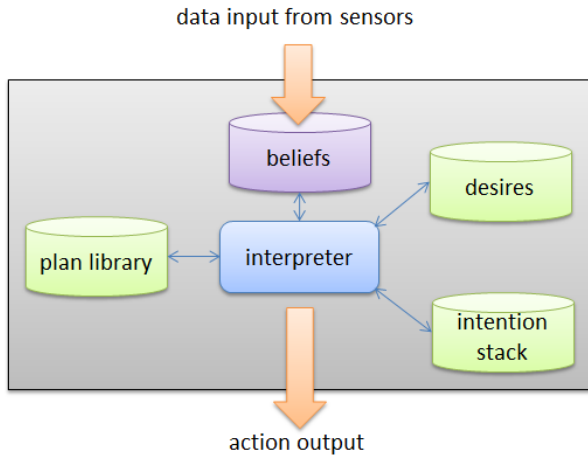 data input from sensors
beliefs
desires
plan library
interpreter
intention
stack
action output